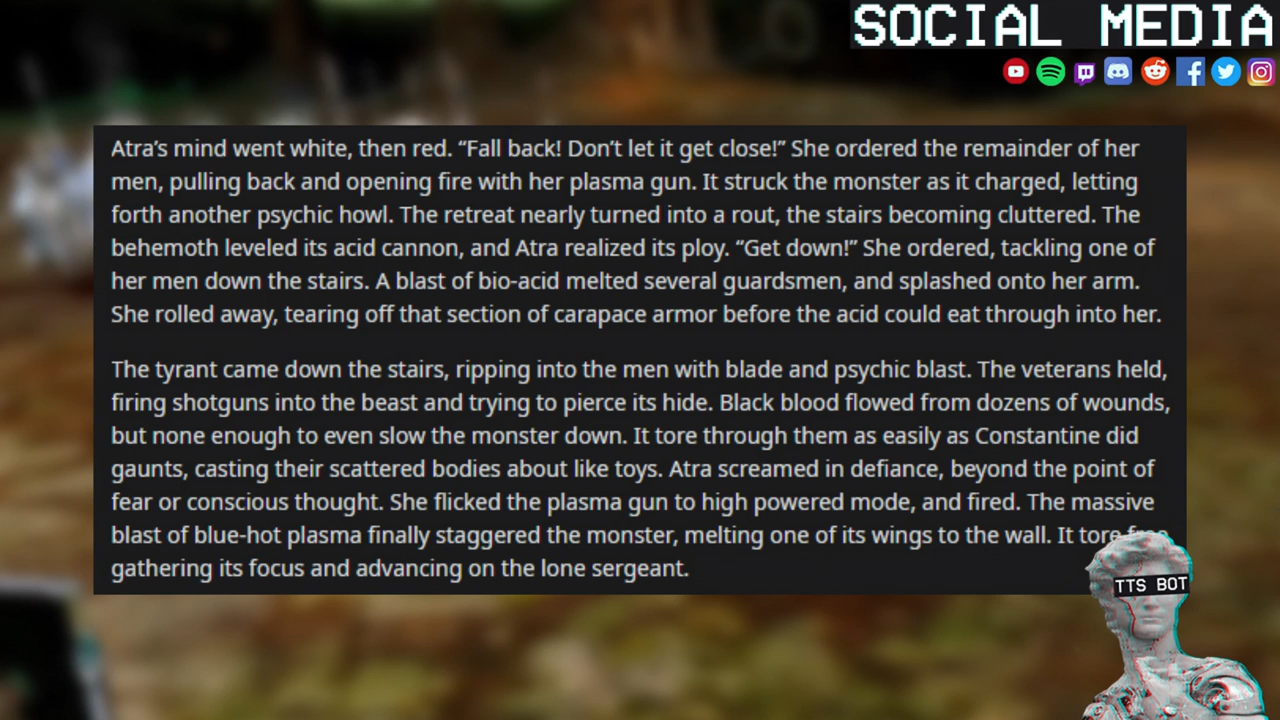 SOCIAL MEDIA
Atra’s mind went white, then red. “Fall back! Don’t let it get close!” She ordered the remainder of her
men, pulling back and opening fire with her plasma gun. It struck the monster as it charged, letting
forth another psychic howl. The retreat nearly turned into a rout, the stairs becoming cluttered. The
behemoth leveled its acid cannon, and Atra realized its ploy. “Get down!” She ordered, tackling one of
her men down the stairs. A blast of bio-acid melted several guardsmen, and splashed onto her arm.
She rolled away, tearing off that section of carapace armor before the acid could eat through into her.
The tyrant came down the stairs, ripping into the men with blade and psychic blast. The veterans held,
firing shotguns into the beast and trying to pierce its hide. Black blood flowed from dozens of wounds,
but none enough to even slow the monster down. It tore through them as easily as Constantine did
gaunts, casting their scattered bodies about like toys. Atra screamed in defiance, beyond the point of
fear or conscious thought. She flicked the plasma gun to high powered mode, and fired. The massive
blast of blue-hot plasma finally staggered the monster, melting one of its wings to the wall. It tore
gathering its focus and advancing on the lone sergeant.
TTS BOT